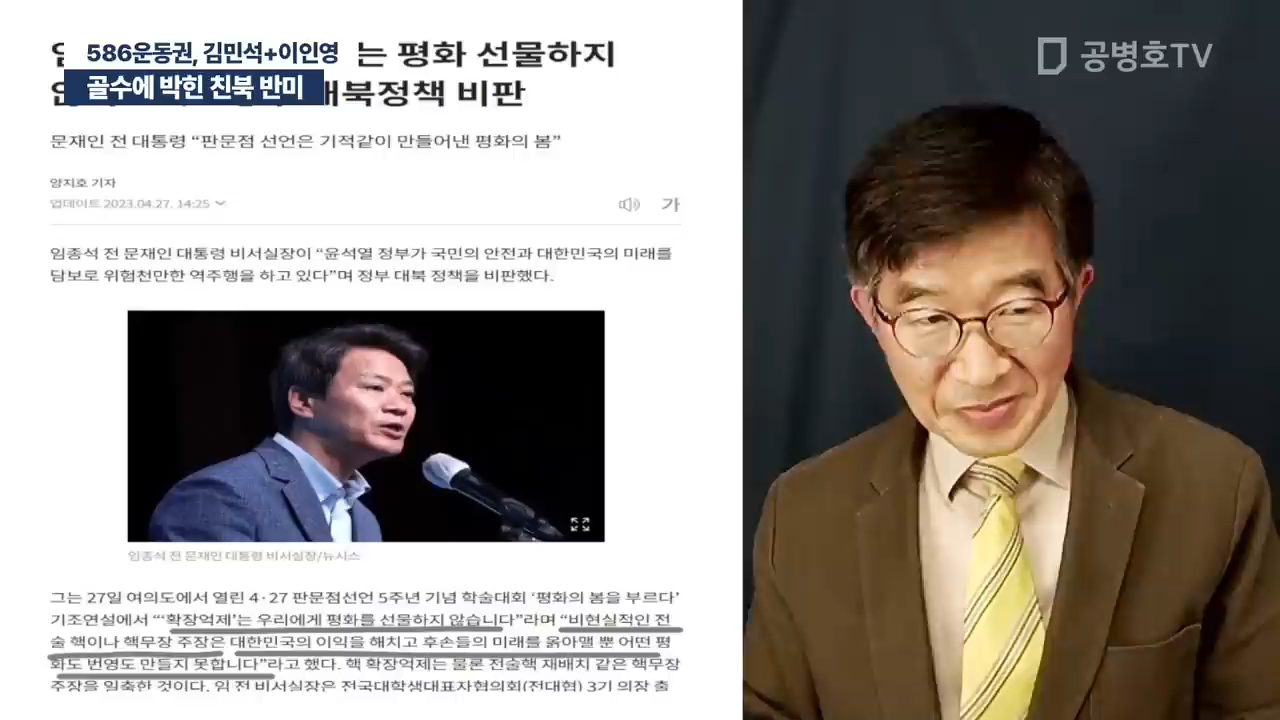 586운동권, 김민석+이인영
골수에 박힌 친북 반미
는 평화 선물하지
대북정책 비판
공병호TV
문재인 전 대통령 “판문점 선언은 기적같이 만들어낸 평화의 봄”
양지호 기자
업데이트 2023.04.27. 14:25
가
임종석 전 문재인 대통령 비서실장이 “윤석열 정부가 국민의 안전과 대한민국의 미래를
담보로 위험천만한 역주행을 하고 있다”며 정부 대북 정책을 비판했다.
임종석 전 문재인 대통령 비서실장/뉴시스
그는 27일 여의도에서 열린 4·27 판문점선언 5주년 기념 학술대회 ‘평화의 봄을 부르다’
기조연설에서 “‘확장억제’는 우리에게 평화를 선물하지 않습니다”라며 “비현실적인 전
술 핵이나 핵무장 주장은 대한민국의 이익을 해치고 후손들의 미래를 옭아맬 뿐 어떤 평
화도 번영도 만들지 못합니다”라고 했다. 핵 확장억제는 물론 전술핵 재배치 같은 핵무장
주장을 일축한 것이다. 임 전 비서실장은 전국대학생대표자협의회(전대협) 3기 의장 출